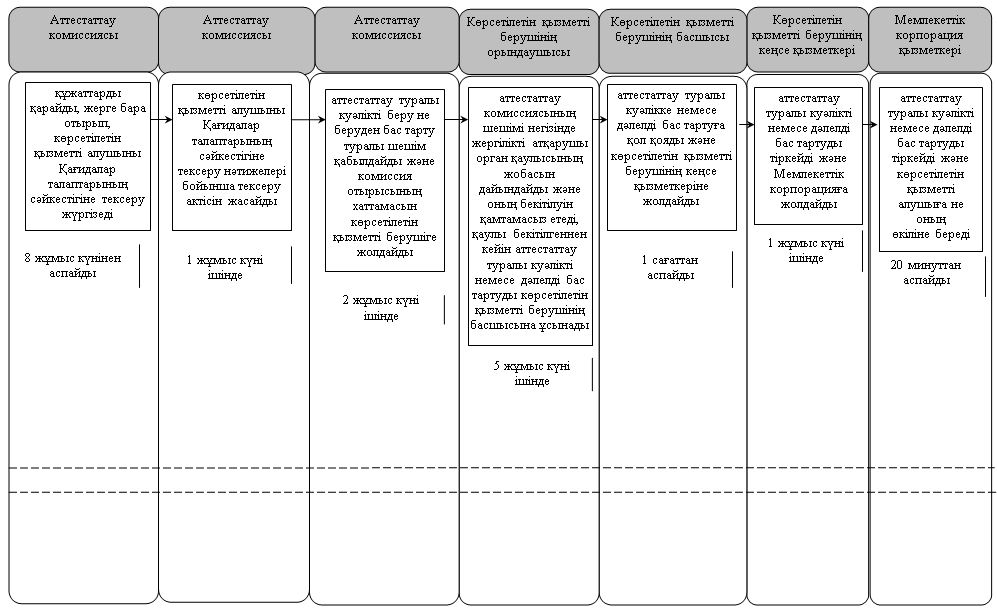 Аттестаттау
комиссиясы
Аттестаттау
комиссиясы
Аттестаттау
комиссиясы
Көрсетілетін қызметті
берушінің
орындаушысы
Көрсетілетін қызметті
берушінің басшысы
Көрсетілетін
қызметті берушінің
кеңсе қызметкері
Мемлекеттік
корпорация
қызметкері
құжаттарды
қарайды, жерге бара
отырып,
көрсетілетін
қызметті алушыны
Қағидалар
талаптарының
сәйкестігіне тексеру
жүргізеді
8 жұмыс күнінен
аспайды
көрсетілетін
қызметті алушыны
Қағидалар
талаптарының
сәйкестігіне
тексеру нәтижелері
бойынша тексеру
актісін жасайды
1 жұмыс күні
ішінде
аттестаттау туралы
куәлікті беру не
беруден бас тарту
туралы шешім
қабылдайды және
комиссия
отырысының
хаттамасын
көрсетілетін
қызметті берушіге
жолдайды
2 жұмыс күні
ішінде
аттестаттау
комиссиясының
шешімі негізінде
жергілікті атқарушы
орган қаулысының
жобасын
дайындайды және
оның бекітілуін
қамтамасыз етеді,
қаулы бекітілгеннен
кейін аттестаттау
туралы куәлікті
немесе дәлелді бас
тартуды көрсетілетін
қызметті берушінің
басшысына ұсынады
5 жұмыс күні
ішінде
аттестаттау туралы
куәлікке немесе
дәлелді бас тартуға
қол қояды және
көрсетілетін қызметті
берушінің кеңсе
қызметкеріне
жолдайды
1 сағаттан
аспайды
аттестаттау
туралы куәлікті
немесе дәлелді
бас тартуды
тіркейді және
Мемлекеттік
корпорацияға
жолдайды
1 жұмыс күні
ішінде
аттестаттау
туралы куәлікті
немесе дәлелді
бас тартуды
тіркейді және
көрсетілетін
қызметті
алушыға не
оның
өкіліне береді
20 минуттан
аспайды